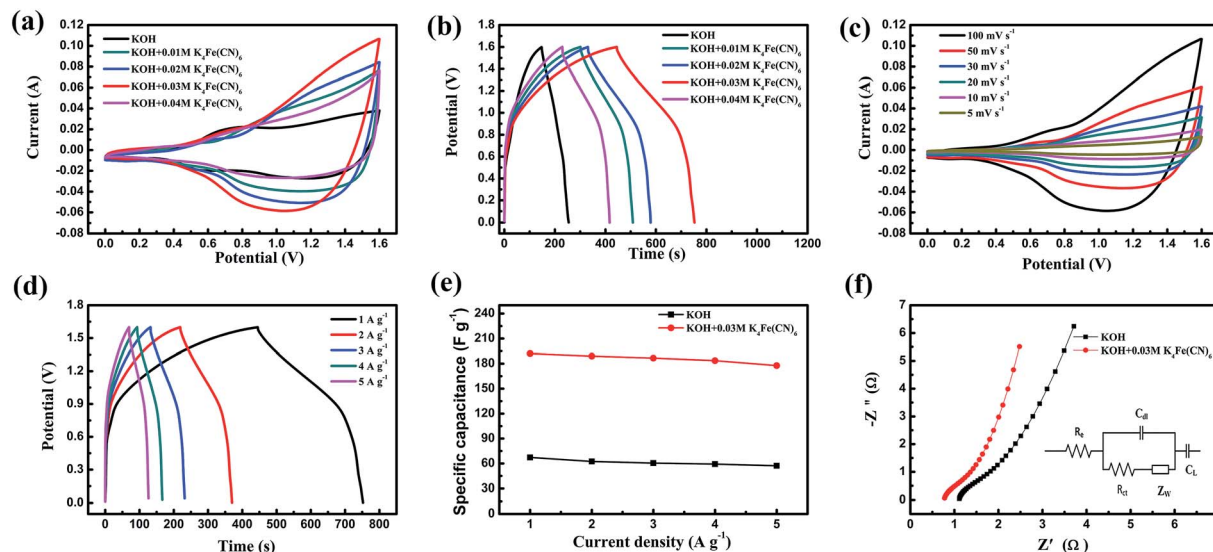 (a)
KOH
KOH+0.01M K₄Fe(CN)₆
KOH+0.02M K₄Fe(CN)₆
KOH+0.03M K₄Fe(CN)₆
KOH+0.04M K₄Fe(CN)₆
0.12
0.10
0.08
0.06
0.04
0.02
0.00
-0.02
-0.04
-0.06
-0.08
Current (A)
0.0 0.2 0.4 0.6 0.8 1.0 1.2 1.4 1.6
Potential (V)
(b)
KOH
KOH+0.01M K₄Fe(CN)₆
KOH+0.02M K₄Fe(CN)₆
KOH+0.03M K₄Fe(CN)₆
KOH+0.04M K₄Fe(CN)₆
2.0
1.8
1.6
1.4
1.2
1.0
0.8
0.6
0.4
0.2
0.0
Potential (V)
0 200 400 600 800 1000 1200
Time (s)
(c)
100 mV s⁻¹
50 mV s⁻¹
30 mV s⁻¹
20 mV s⁻¹
10 mV s⁻¹
5 mV s⁻¹
0.12
0.10
0.08
0.06
0.04
0.02
0.00
-0.02
-0.04
-0.06
-0.08
Current (A)
0.0 0.2 0.4 0.6 0.8 1.0 1.2 1.4 1.6
Potential (V)
(d)
1 A g⁻¹
2 A g⁻¹
3 A g⁻¹
4 A g⁻¹
5 A g⁻¹
1.8
1.5
1.2
0.9
0.6
0.3
0.0
Potential (V)
0 100 200 300 400 500 600 700 800
Time (s)
(e)
KOH
KOH+0.03M K₄Fe(CN)₆
240
210
180
150
120
90
60
30
0
Specific capacitance (F g⁻¹)
1 2 3 4 5
Current density (A g⁻¹)
(f)
KOH
KOH+0.03M K₄Fe(CN)₆
7
6
5
4
3
2
1
0
-Z'' (Ω)
Rₑ
C_dl
R_ct
Z_W
C_L
0 1 2 3 4 5 6
Z′ (Ω)